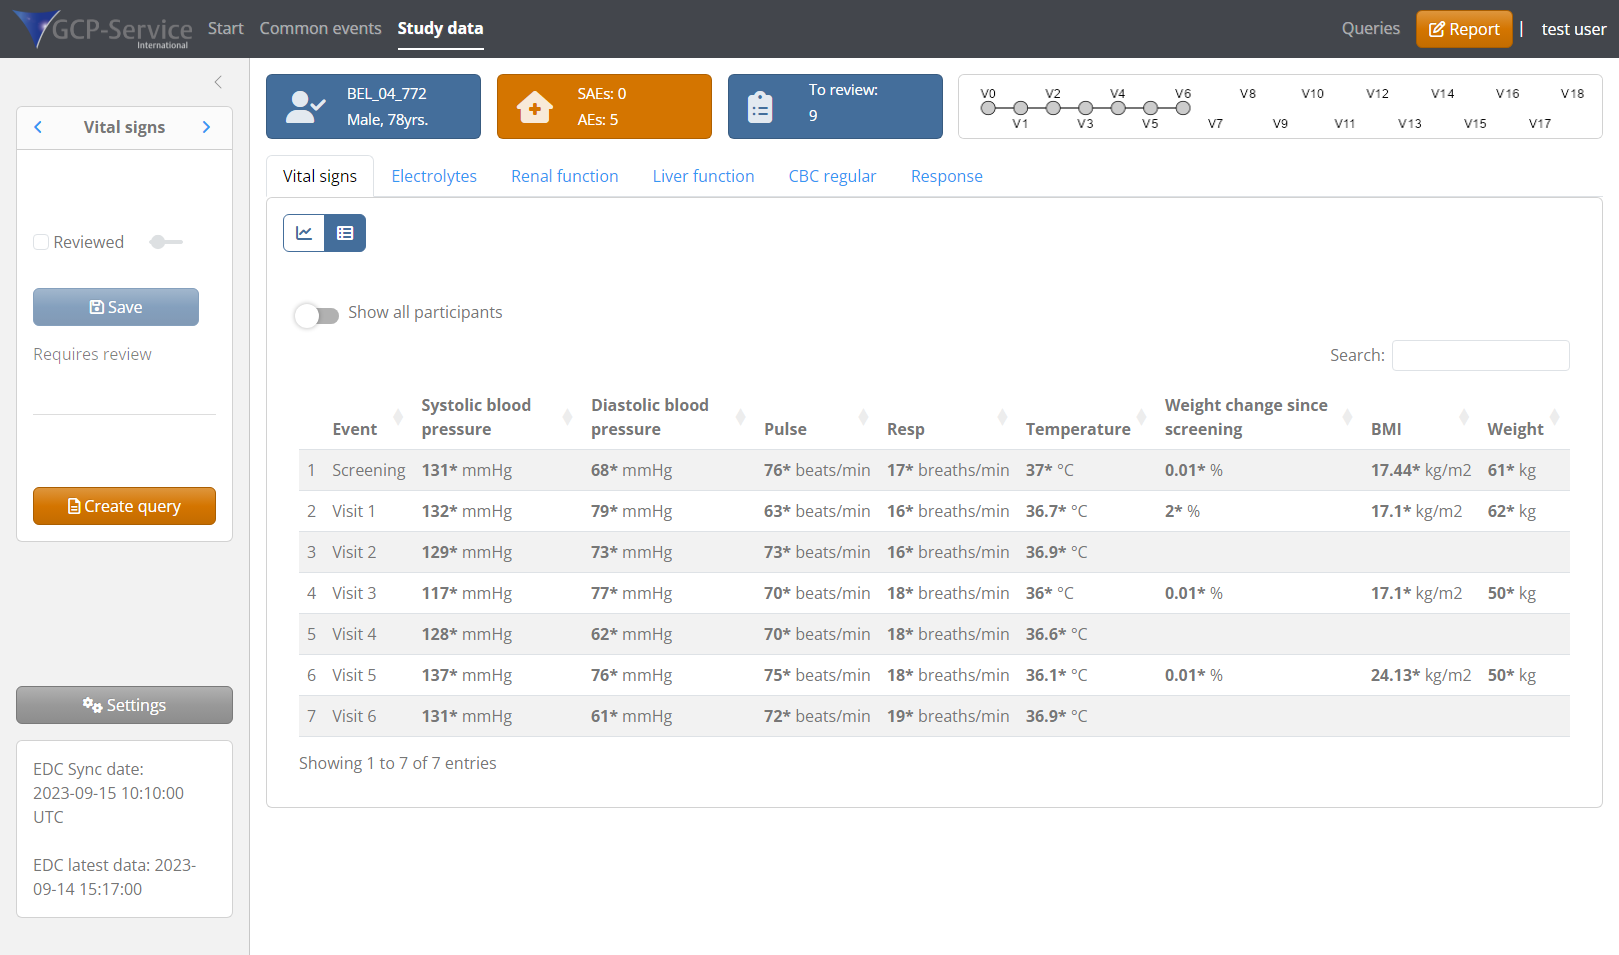 GCP-Service
International
Start
Common events
Study data
Queries
Report
|
test user
Vital signs
Reviewed
Save
Requires review
Create query
Settings
EDC Sync date:
2023-09-15 10:10:00
UTC
EDC latest data: 2023-
09-14 15:17:00
BEL_04_772
Male, 78yrs.
SAEs: 0
AEs: 5
To review:
9
V0 V2 V4 V6 V8 V10 V12 V14 V16 V18
V1 V3 V5 V7 V9 V11 V13 V15 V17
Vital signs Electrolytes Renal function Liver function CBC regular Response
Show all participants
Search:
Event Systolic blood pressure Diastolic blood pressure Pulse Resp Temperature Weight change since screening BMI Weight
1 Screening 131* mmHg 68* mmHg 76* beats/min 17* breaths/min 37* °C 0.01* % 17.44* kg/m2 61* kg
2 Visit 1 132* mmHg 79* mmHg 63* beats/min 16* breaths/min 36.7* °C 2* % 17.1* kg/m2 62* kg
3 Visit 2 129* mmHg 73* mmHg 73* beats/min 16* breaths/min 36.9* °C
4 Visit 3 117* mmHg 77* mmHg 70* beats/min 18* breaths/min 36* °C 0.01* % 17.1* kg/m2 50* kg
5 Visit 4 128* mmHg 62* mmHg 70* beats/min 18* breaths/min 36.6* °C
6 Visit 5 137* mmHg 76* mmHg 75* beats/min 18* breaths/min 36.1* °C 0.01* % 24.13* kg/m2 50* kg
7 Visit 6 131* mmHg 61* mmHg 72* beats/min 19* breaths/min 36.9* °C
Showing 1 to 7 of 7 entries